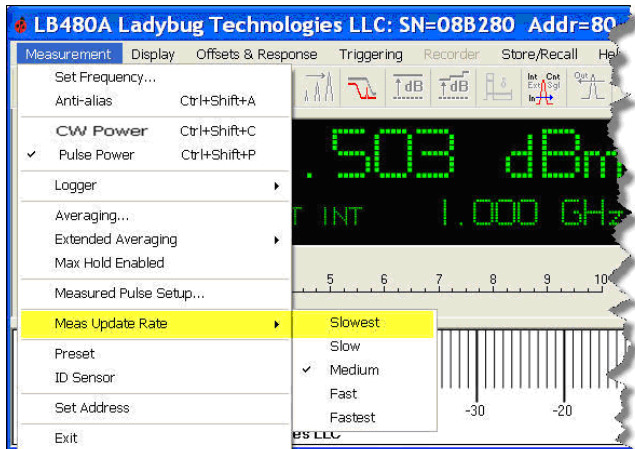 LB480A Ladybug Technologies LLC: SN=08B280 Addr=80
Measurement Display Offsets & Response Triggering Recorder Store/Recall Hel
Set Frequency...
Anti-alias Ctrl+Shift+A
CW Power Ctrl+Shift+C
✓ Pulse Power Ctrl+Shift+P
Logger
Averaging...
Extended Averaging
Max Hold Enabled
Measured Pulse Setup...
Meas Update Rate
Preset
ID Sensor
Set Address
Exit
Slowest
Slow
✓ Medium
Fast
Fastest
dB dB Int Cnt Ext Sgl In Out
.503 dBm
T INT 1.000 GHz
5 6 7 8 9 10
-30 -20
es LLC